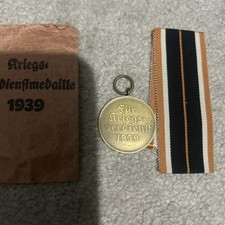 Kriegs=
Dienstmedaille
1939
Für
Kriegs=
verdienst
1939